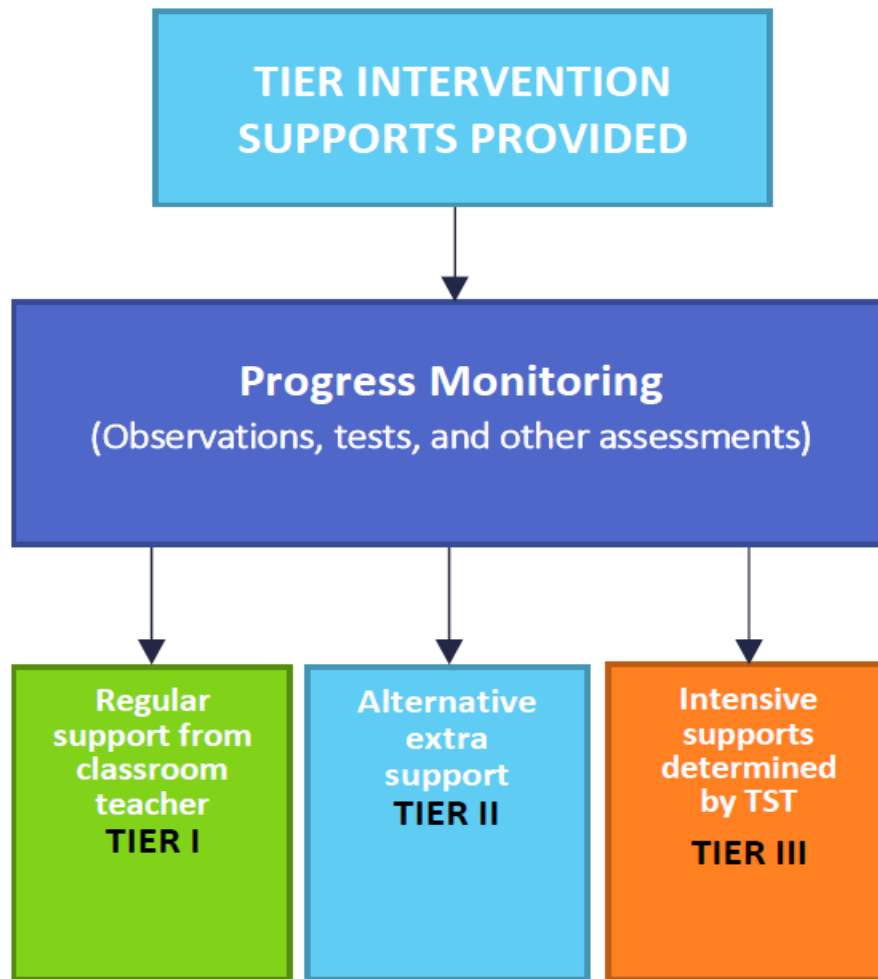 TIER INTERVENTION
SUPPORTS PROVIDED
Progress Monitoring
(Observations, tests, and other assessments)
Regular
support from
classroom
teacher
TIER I
Alternative
extra
support
TIER II
Intensive
supports
determined
by TST
TIER III